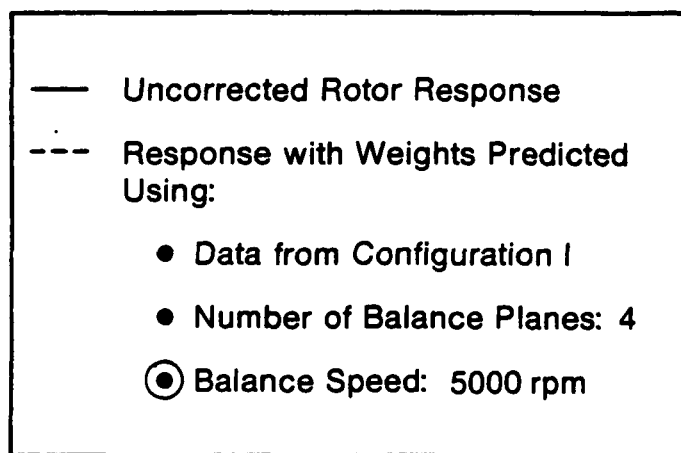 Uncorrected Rotor Response
Response with Weights Predicted
Using:
• Data from Configuration I
• Number of Balance Planes: 4
• Balance Speed: 5000 rpm